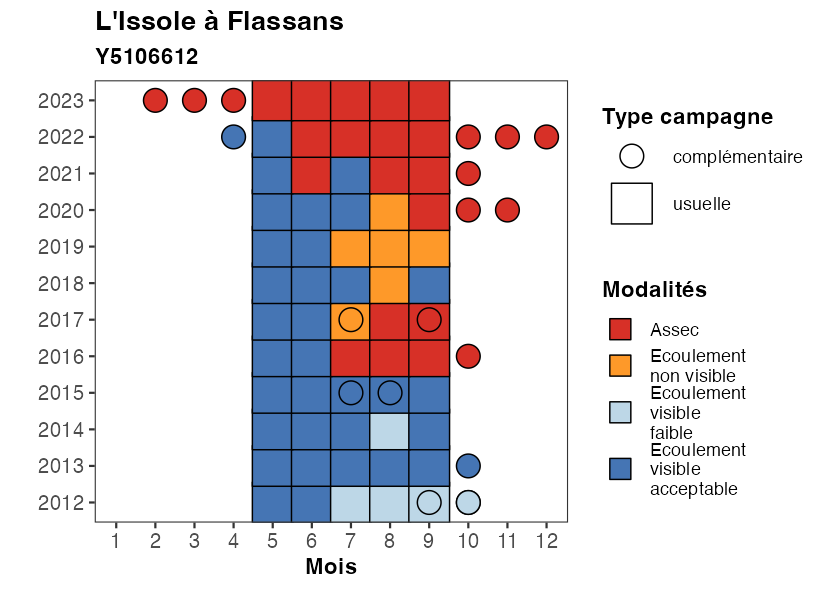 L'Issole à Flassans
Y5106612
2023
2022
2021
2020
2019
2018
2017
2016
2015
2014
2013
2012
1 2 3 4 5 6 7 8 9 10 11 12
Mois
Type campagne
complémentaire
usuelle
Modalités
Assec
Ecoulement
non visible
Ecoulement
visible
faible
Ecoulement
visible
acceptable